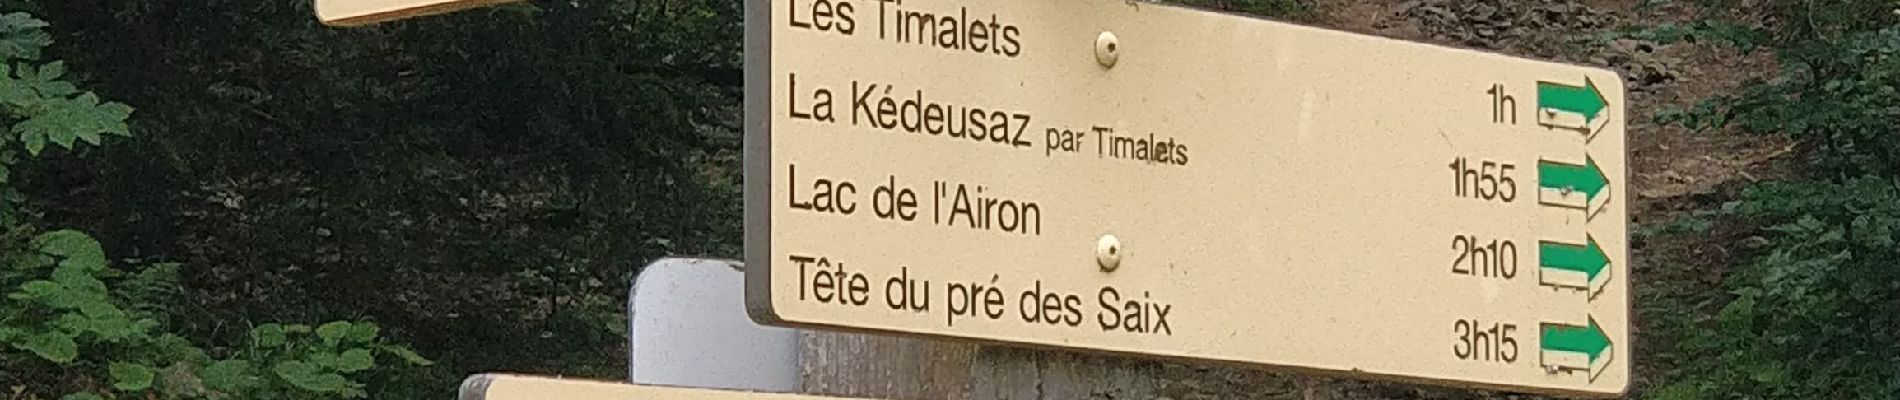 Les Timalets 1h
La Kédeusaz par Timalets 1h55
Lac de l'Airon 2h10
Tête du pré des Saix 3h15